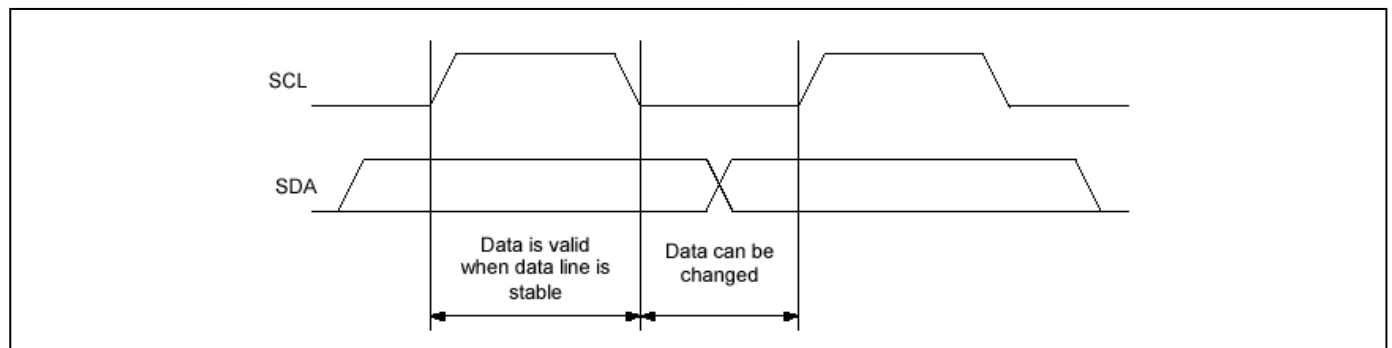 SCL
SDA
Data is valid
when data line is
stable
Data can be
changed